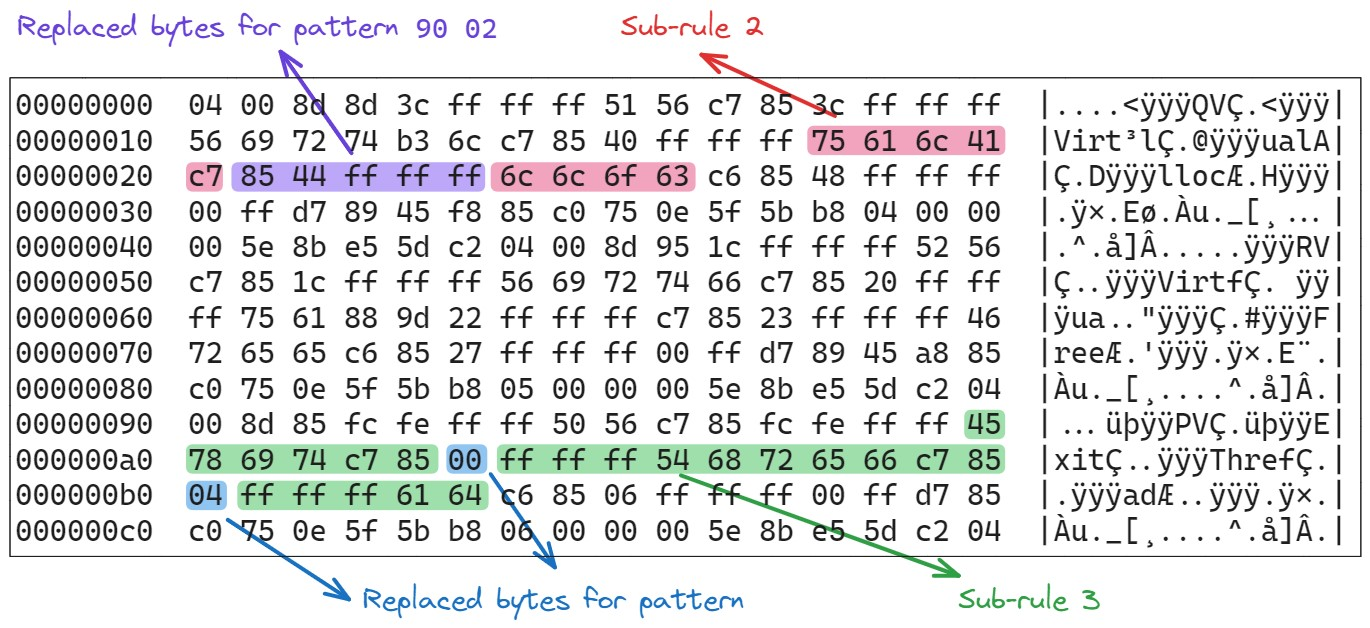 Replaced bytes for pattern 90 02
Sub-rule 2
00000000 04 00 8d 8d 3c ff ff ff 51 56 c7 85 3c ff ff ff |....<ÿÿÿQVÇ.<ÿÿÿ|
00000010 56 69 72 74 b3 6c c7 85 40 ff ff ff 75 61 6c 41 |Virt³lÇ.@ÿÿÿualA|
00000020 c7 85 44 ff ff ff 6c 6c 6f 63 c6 85 48 ff ff ff |Ç.DÿÿÿllocÆ.Hÿÿÿ|
00000030 00 ff d7 89 45 f8 85 c0 75 0e 5f 5b b8 04 00 00 |.ÿ×.Eø.Àu._[¸...|
00000040 00 5e 8b e5 5d c2 04 00 8d 95 1c ff ff ff 52 56 |.^.å]Â.....ÿÿÿRV|
00000050 c7 85 1c ff ff ff 56 69 72 74 66 c7 85 20 ff ff |Ç..ÿÿÿVirtfÇ. ÿÿ|
00000060 ff 75 61 88 9d 22 ff ff ff c7 85 23 ff ff ff 46 |ÿua.."ÿÿÿÇ.#ÿÿÿF|
00000070 72 65 65 c6 85 27 ff ff ff 00 ff d7 89 45 a8 85 |reeÆ.'ÿÿÿ.ÿ×.E¨.|
00000080 c0 75 0e 5f 5b b8 05 00 00 00 5e 8b e5 5d c2 04 |Àu._[¸....^.å]Â.|
00000090 00 8d 85 fc fe ff ff 50 56 c7 85 fc fe ff ff 45 |...üþÿÿPVÇ.üþÿÿE|
000000a0 78 69 74 c7 85 00 ff ff ff 54 68 72 65 66 c7 85 |xitÇ..ÿÿÿThrefÇ.|
000000b0 04 ff ff ff 61 64 c6 85 06 ff ff ff 00 ff d7 85 |.ÿÿÿadÆ..ÿÿÿ.ÿ×.|
000000c0 c0 75 0e 5f 5b b8 06 00 00 00 5e 8b e5 5d c2 04 |Àu._[¸....^.å]Â.|
Replaced bytes for pattern
Sub-rule 3